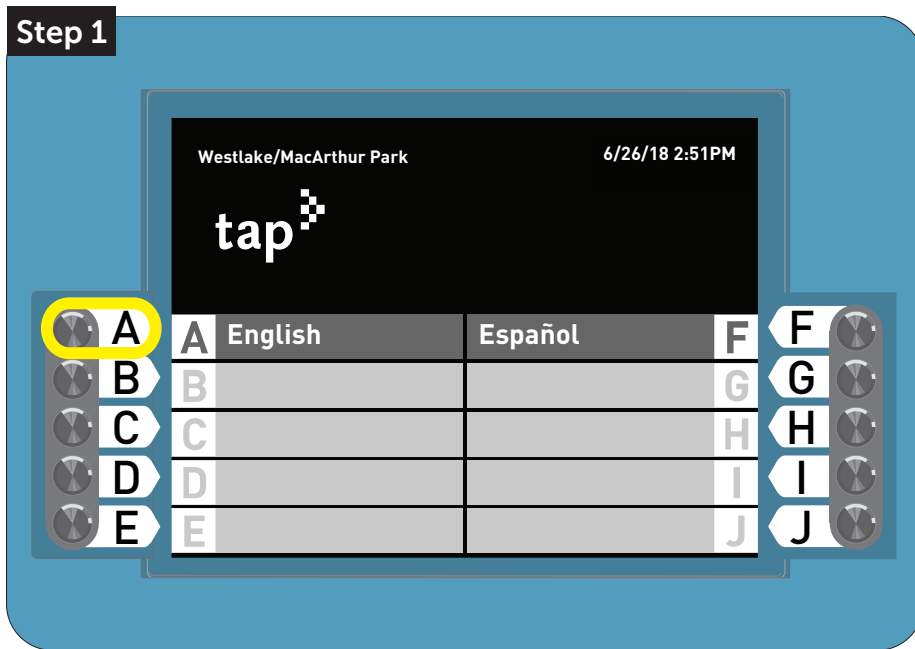 Step 1
Westlake/MacArthur Park 6/26/18 2:51PM
tap
A A English Español F F
B B G G
C C H H
D D I I
E E J J